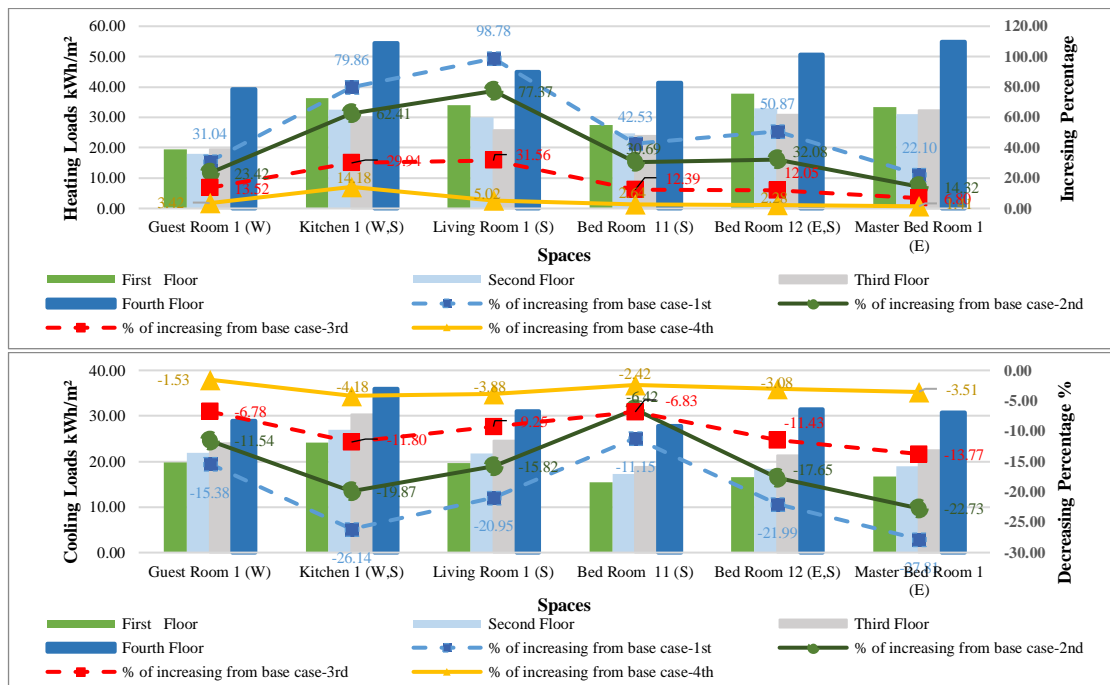 60.00
50.00
40.00
30.00
20.00
10.00
0.00
Heating Loads kWh/m²
120.00
100.00
80.00
60.00
40.00
20.00
0.00
Incresing Percentage
31.04 79.86 98.78 42.53 50.87 22.10
23.42 62.41 77.37 30.69 32.08 14.32
13.52 31.56 12.39 12.05 6.80
14.18 5.02
Guest Room 1 (W) Kitchen 1 (W,S) Living Room 1 (S) Bed Room 11 (S) Bed Room 12 (E,S) Master Bed Room 1
(E)
Spaces
First Floor Second Floor Third Floor
Fourth Floor % of increasing from base case-1st % of increasing from base case-2nd
% of increasing from base case-3rd % of increasing from base case-4th
40.00
30.00
20.00
10.00
0.00
Cooling Loads kWh/m²
0.00
-5.00
-10.00
-15.00
-20.00
-25.00
-30.00
Decreasing Percentage %
-1.53 -4.18 -3.88 -2.42 -3.08 -3.51
-6.78 -11.80 -9.25 -6.83 -11.43 -13.77
-11.54 -19.87 -15.82 -6.42 -17.65 -22.73
-15.38 -26.14 -20.95 -11.15 -21.99 -27.81
Guest Room 1 (W) Kitchen 1 (W,S) Living Room 1 (S) Bed Room 11 (S) Bed Room 12 (E,S) Master Bed Room 1
(E)
Spaces
First Floor Second Floor Third Floor
Fourth Floor % of increasing from base case-1st % of increasing from base case-2nd
% of increasing from base case-3rd % of increasing from base case-4th